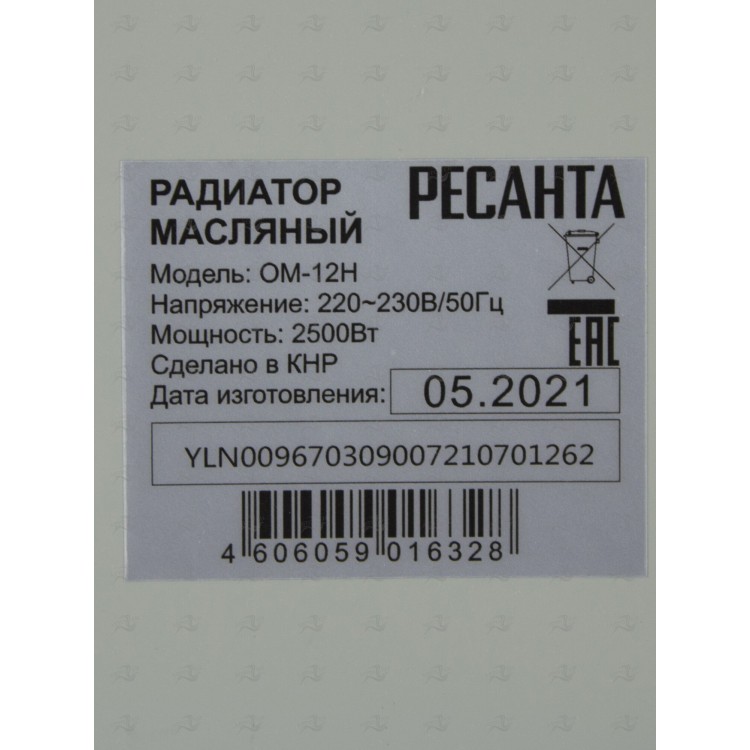 РАДИАТОР
МАСЛЯНЫЙ
РЕСАНТА
Модель: ОМ-12Н
Напряжение: 220~230В/50Гц
Мощность: 2500Вт
Сделано в КНР
EAC
Дата изготовления: 05.2021
YLN009670309007210701262
4 606059 016328